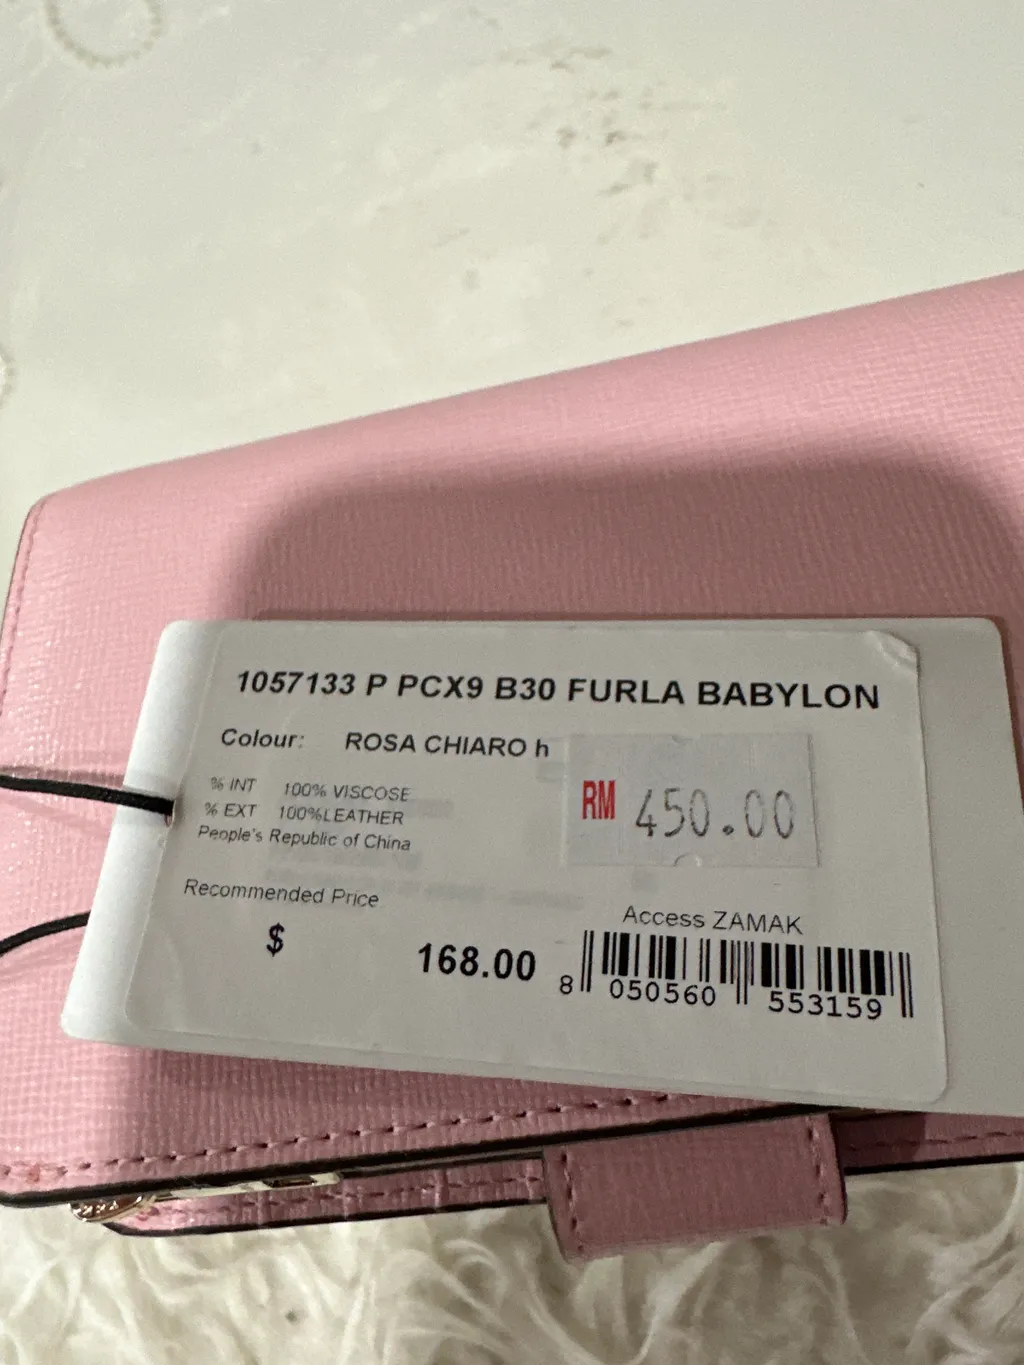 1057133 P PCX9 B30 FURLA BABYLON
Colour: ROSA CHIARO h
% INT 100% VISCOSE
% EXT 100%LEATHER
People's Republic of China
RM 450.00
Recommended Price
$ 168.00
Access ZAMAK
8 050560 553159